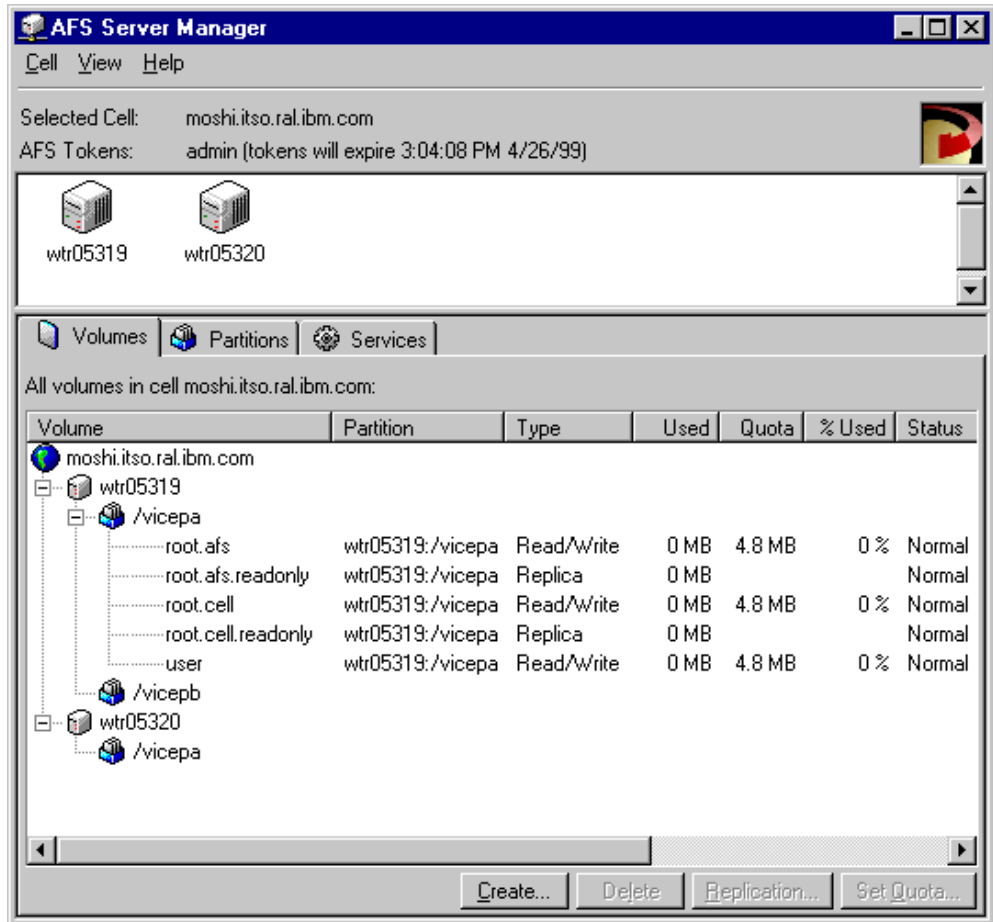 AFS Server Manager
Cell View Help
Selected Cell: moshi.itso.ral.ibm.com
AFS Tokens: admin (tokens will expire 3:04:08 PM 4/26/99)
wtr05319 wtr05320
Volumes Partitions Services
All volumes in cell moshi.itso.ral.ibm.com:
Volume Partition Type Used Quota % Used Status
moshi.itso.ral.ibm.com
wtr05319
/vicepa
root.afs wtr05319:/vicepa Read/Write 0 MB 4.8 MB 0 % Normal
root.afs.readonly wtr05319:/vicepa Replica 0 MB Normal
root.cell wtr05319:/vicepa Read/Write 0 MB 4.8 MB 0 % Normal
root.cell.readonly wtr05319:/vicepa Replica 0 MB Normal
user wtr05319:/vicepa Read/Write 0 MB 4.8 MB 0 % Normal
/vicepb
wtr05320
/vicepa
Create... Delete Replication... Set Quota...